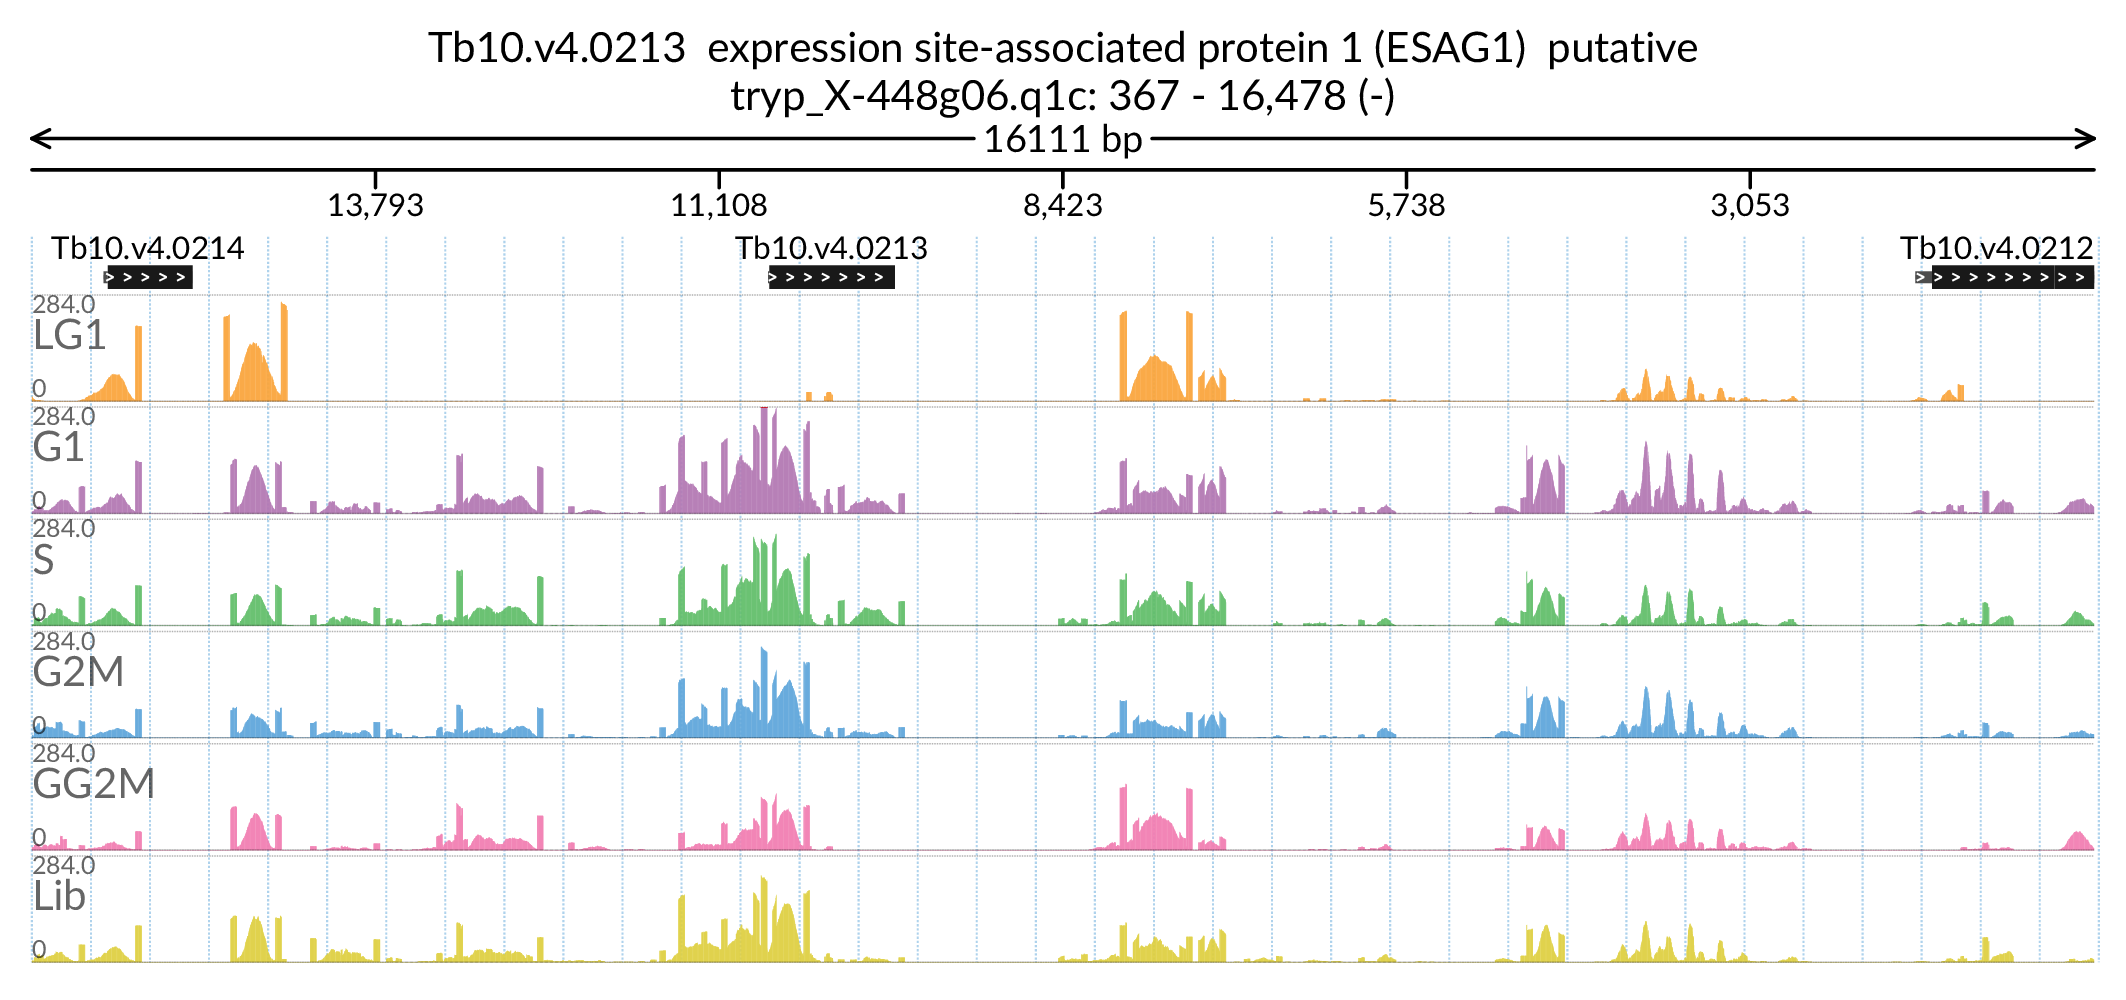 Tb10.v4.0213  expression site-associated protein 1 (ESAG1)  putative
tryp_X-448g06.q1c: 367 - 16,478 (-)
16111 bp
13,793 11,108 8,423 5,738 3,053
Tb10.v4.0214 Tb10.v4.0213 Tb10.v4.0212
284.0
LG1
0
284.0
G1
0
284.0
S
0
284.0
G2M
0
284.0
GG2M
0
284.0
Lib
0